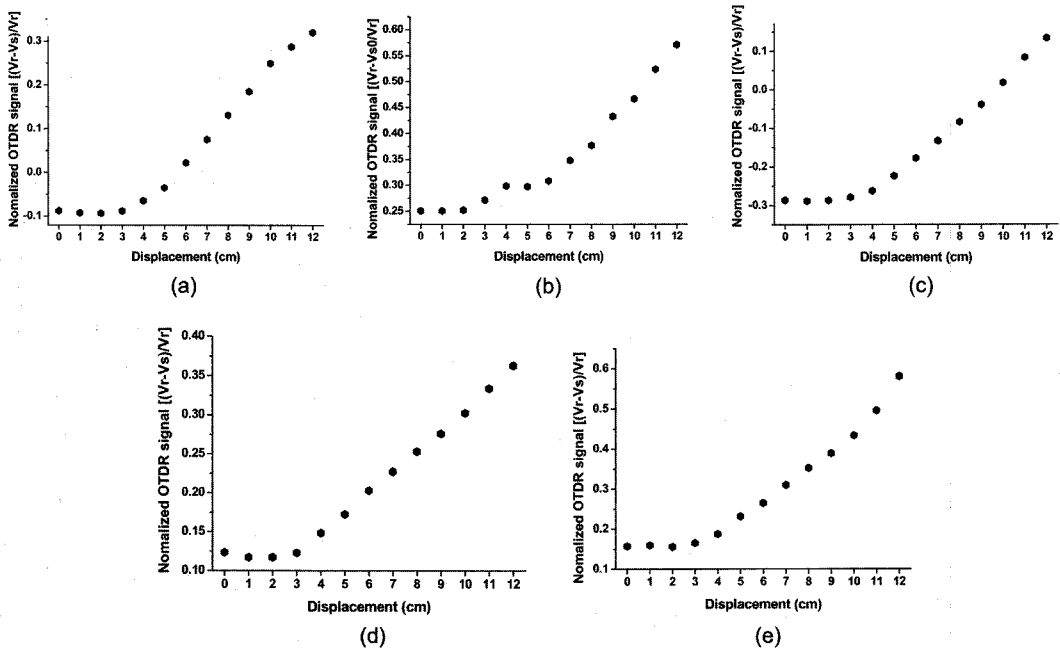 Nomalized OTDR signal [(Vr-Vs)/Vr]
0.3
0.2
0.1
0.0
-0.1
0 1 2 3 4 5 6 7 8 9 10 11 12
Displacement (cm)
(a)
Nomalized OTDR signal [(Vr-Vs0/Vr]
0.60
0.55
0.50
0.45
0.40
0.35
0.30
0.25
0 1 2 3 4 5 6 7 8 9 10 11 12
Displacement (cm)
(b)
Nomalized OTDR signal [(Vr-Vs)/Vr]
0.1
0.0
-0.1
-0.2
-0.3
0 1 2 3 4 5 6 7 8 9 10 11 12
Displacement (cm)
(c)
Nomalized OTDR signal [(Vr-Vs)/Vr]
0.40
0.35
0.30
0.25
0.20
0.15
0.10
0 1 2 3 4 5 6 7 8 9 10 11 12
Displacement (cm)
(d)
Nomalized OTDR signal [(Vr-Vs)/Vr]
0.6
0.5
0.4
0.3
0.2
0.1
0 1 2 3 4 5 6 7 8 9 10 11 12
Displacement (cm)
(e)